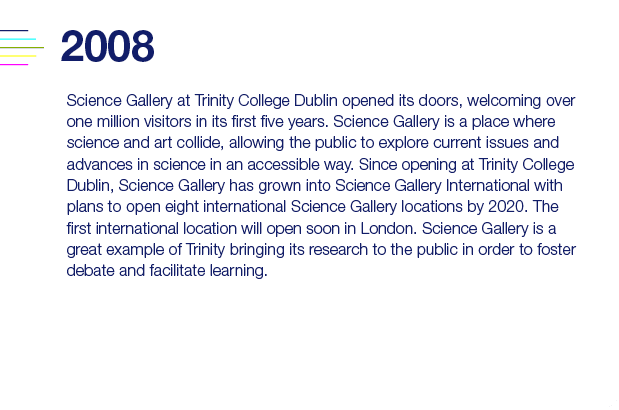 2008
Science Gallery at Trinity College Dublin opened its doors, welcoming over
one million visitors in its first five years. Science Gallery is a place where
science and art collide, allowing the public to explore current issues and
advances in science in an accessible way. Since opening at Trinity College
Dublin, Science Gallery has grown into Science Gallery International with
plans to open eight international Science Gallery locations by 2020. The
first international location will open soon in London. Science Gallery is a
great example of Trinity bringing its research to the public in order to foster
debate and facilitate learning.